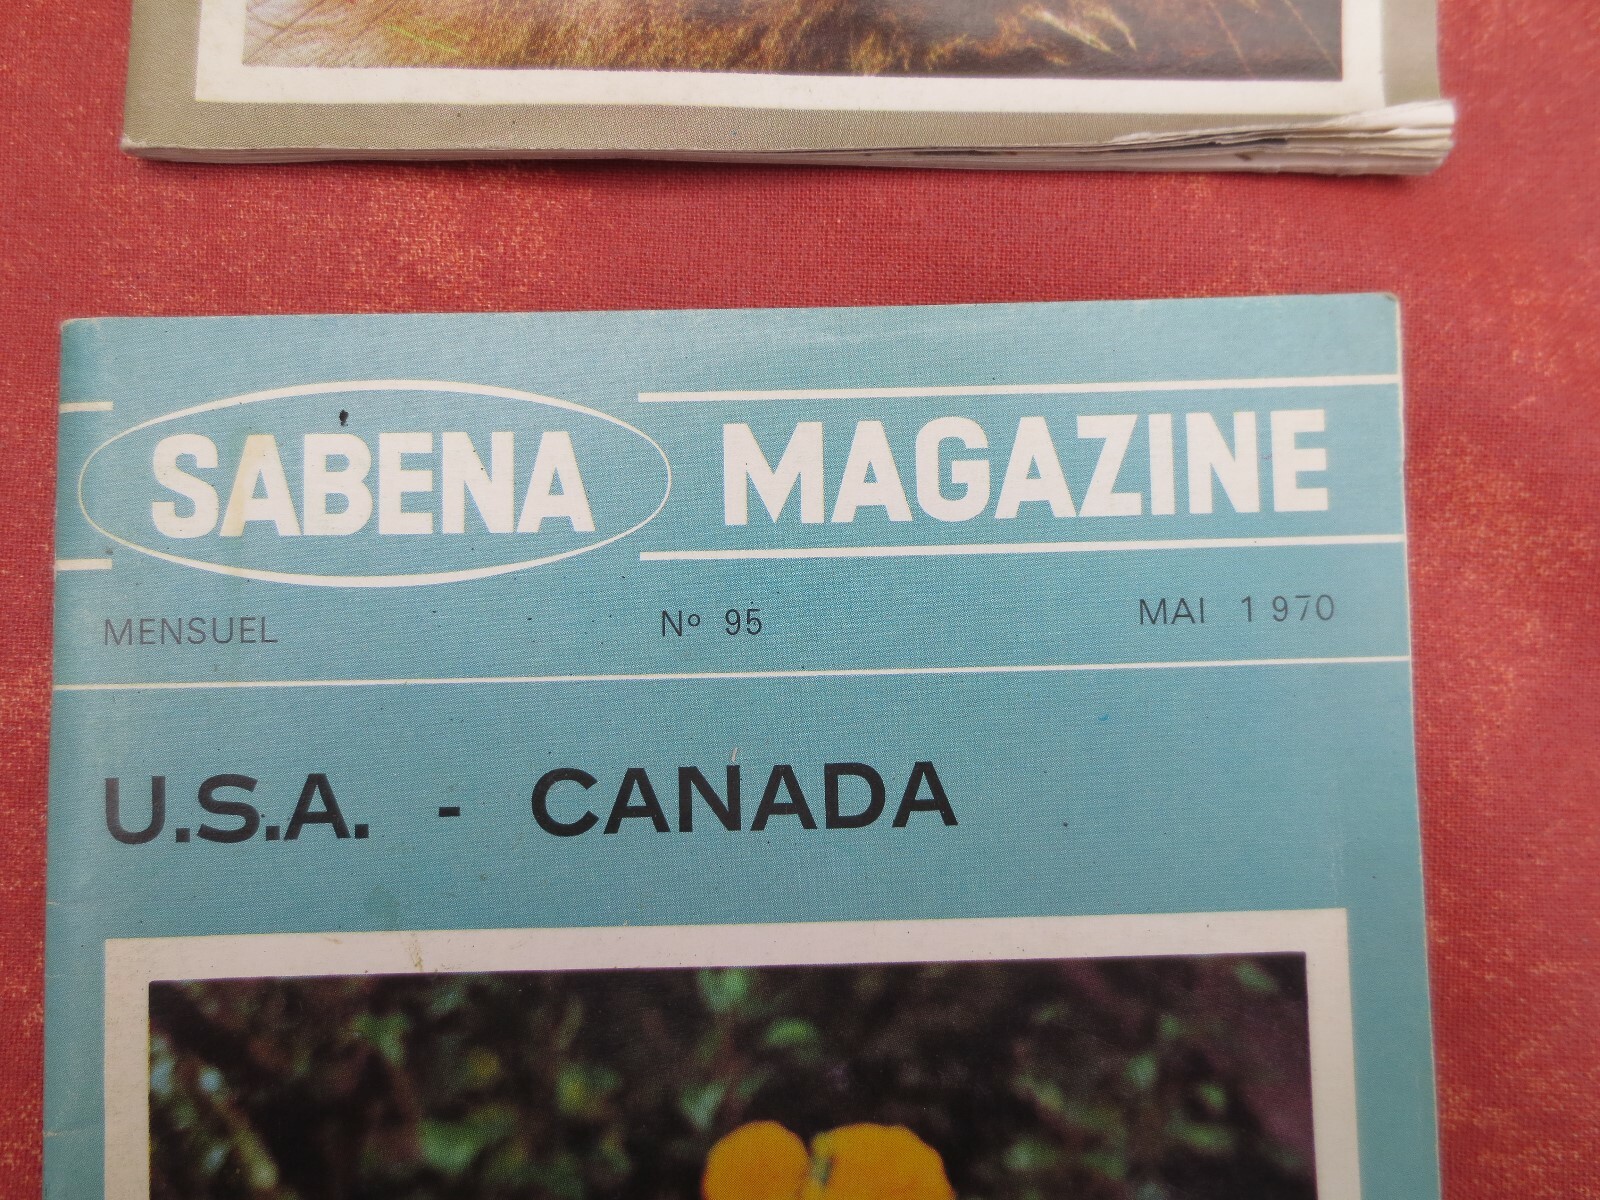 SABENA MAGAZINE
MENSUEL Nº 95 MAI 1970
U.S.A. - CANADA